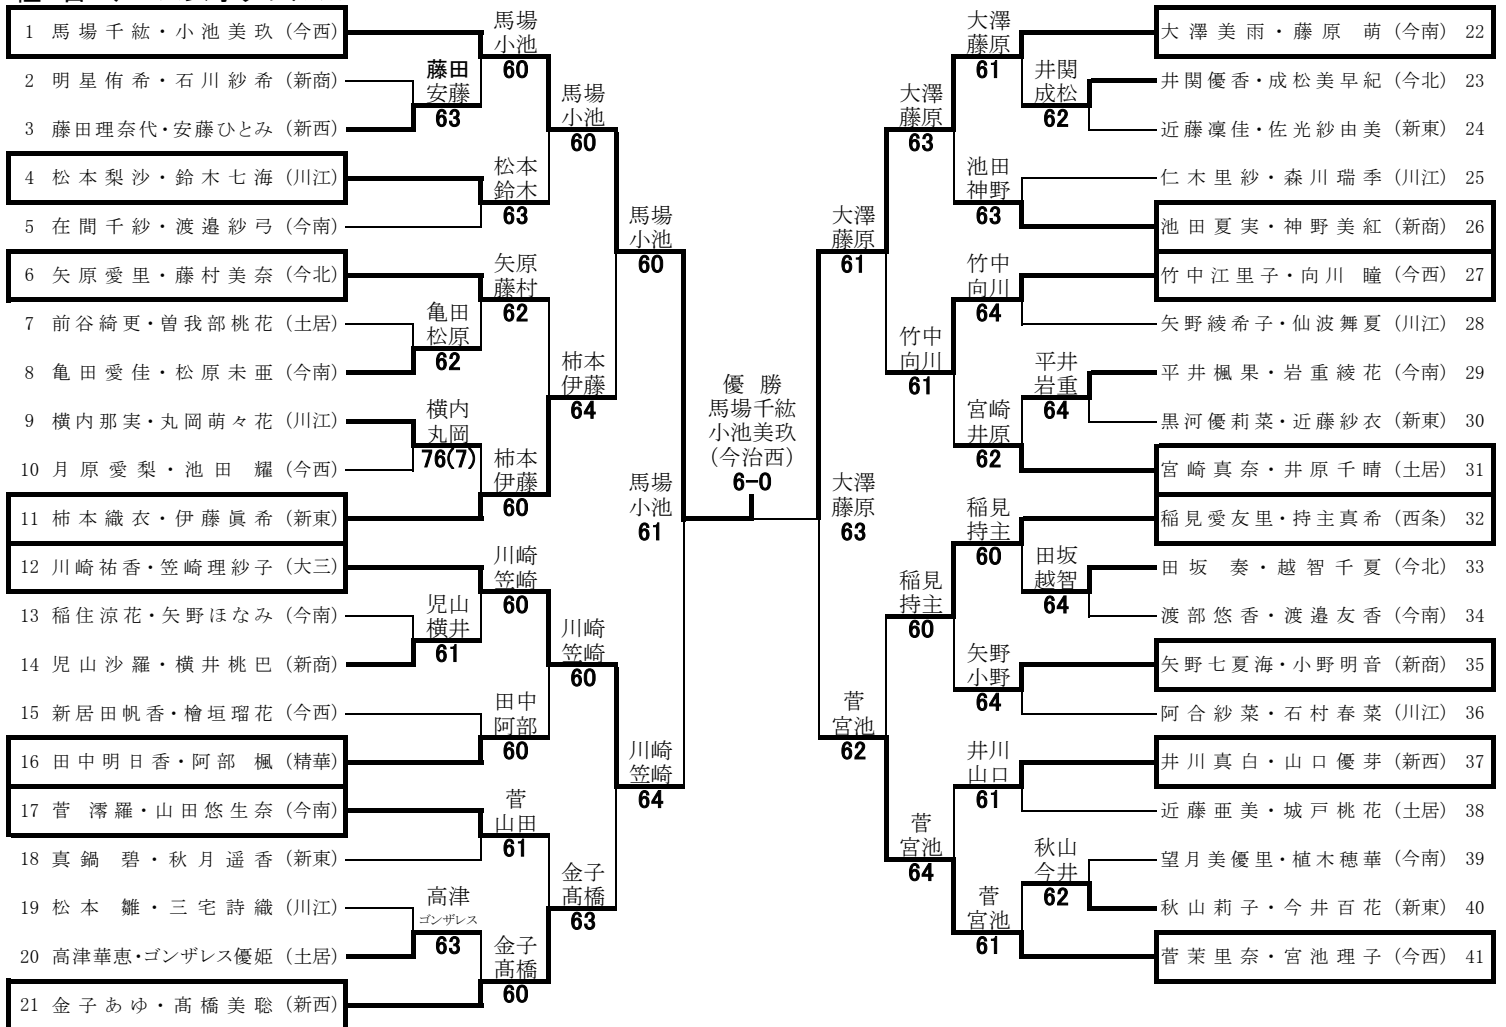 1 馬場千紘・小池美玖 (今西)
2 明星侑希・石川紗希 (新商)
3 藤田理奈代・安藤ひとみ (新西)
4 松本梨沙・鈴木七海 (川江)
5 在間千紗・渡邉紗弓 (今南)
6 矢原愛里・藤村美奈 (今北)
7 前谷綺更・曽我部桃花 (土居)
8 亀田愛佳・松原未亜 (今南)
9 横内那実・丸岡萌々花 (川江)
10 月原愛梨・池田 耀 (今西)
11 柿本織衣・伊藤眞希 (新東)
12 川崎祐香・笠崎理紗子 (大三)
13 稲住涼花・矢野ほなみ (今南)
14 児山沙羅・横井桃巴 (新商)
15 新居田帆香・檜垣瑠花 (今西)
16 田中明日香・阿部 楓 (精華)
17 菅 澪羅・山田悠生奈 (今南)
18 真鍋 碧・秋月遥香 (新東)
19 松本 雛・三宅詩織 (川江)
20 高津華恵・ゴンザレス優姫 (土居)
21 金子あゆ・髙橋美聡 (新西)
藤田
安藤
63
亀田
松原
62
横内
丸岡
76(7)
児山
横井
61
高津
ゴンザレス
63
馬場
小池
60
松本
鈴木
63
矢原
藤村
62
柿本
伊藤
60
川崎
笠崎
60
田中
阿部
60
菅
山田
61
金子
髙橋
60
馬場
小池
60
柿本
伊藤
64
川崎
笠崎
60
金子
髙橋
63
馬場
小池
60
川崎
笠崎
64
馬場
小池
61
優 勝
馬場千紘
小池美玖
(今治西)
6-0
大澤
藤原
63
大澤
藤原
61
菅
宮池
62
大澤
藤原
63
竹中
向川
61
稲見
持主
60
菅
宮池
64
大澤
藤原
61
池田
神野
63
竹中
向川
64
宮崎
井原
62
稲見
持主
60
矢野
小野
64
井川
山口
61
菅
宮池
61
井関
成松
62
平井
岩重
64
田坂
越智
64
秋山
今井
62
大澤美雨・藤原 萌 (今南) 22
井関優香・成松美早紀 (今北) 23
近藤凜佳・佐光紗由美 (新東) 24
仁木里紗・森川瑞季 (川江) 25
池田夏実・神野美紅 (新商) 26
竹中江里子・向川 瞳 (今西) 27
矢野綾希子・仙波舞夏 (川江) 28
平井楓果・岩重綾花 (今南) 29
黒河優莉菜・近藤紗衣 (新東) 30
宮崎真奈・井原千晴 (土居) 31
稲見愛友里・持主真希 (西条) 32
田坂 奏・越智千夏 (今北) 33
渡部悠香・渡邉友香 (今南) 34
矢野七夏海・小野明音 (新商) 35
阿合紗菜・石村春菜 (川江) 36
井川真白・山口優芽 (新西) 37
近藤亜美・城戸桃花 (土居) 38
望月美優里・植木穂華 (今南) 39
秋山莉子・今井百花 (新東) 40
菅茉里奈・宮池理子 (今西) 41